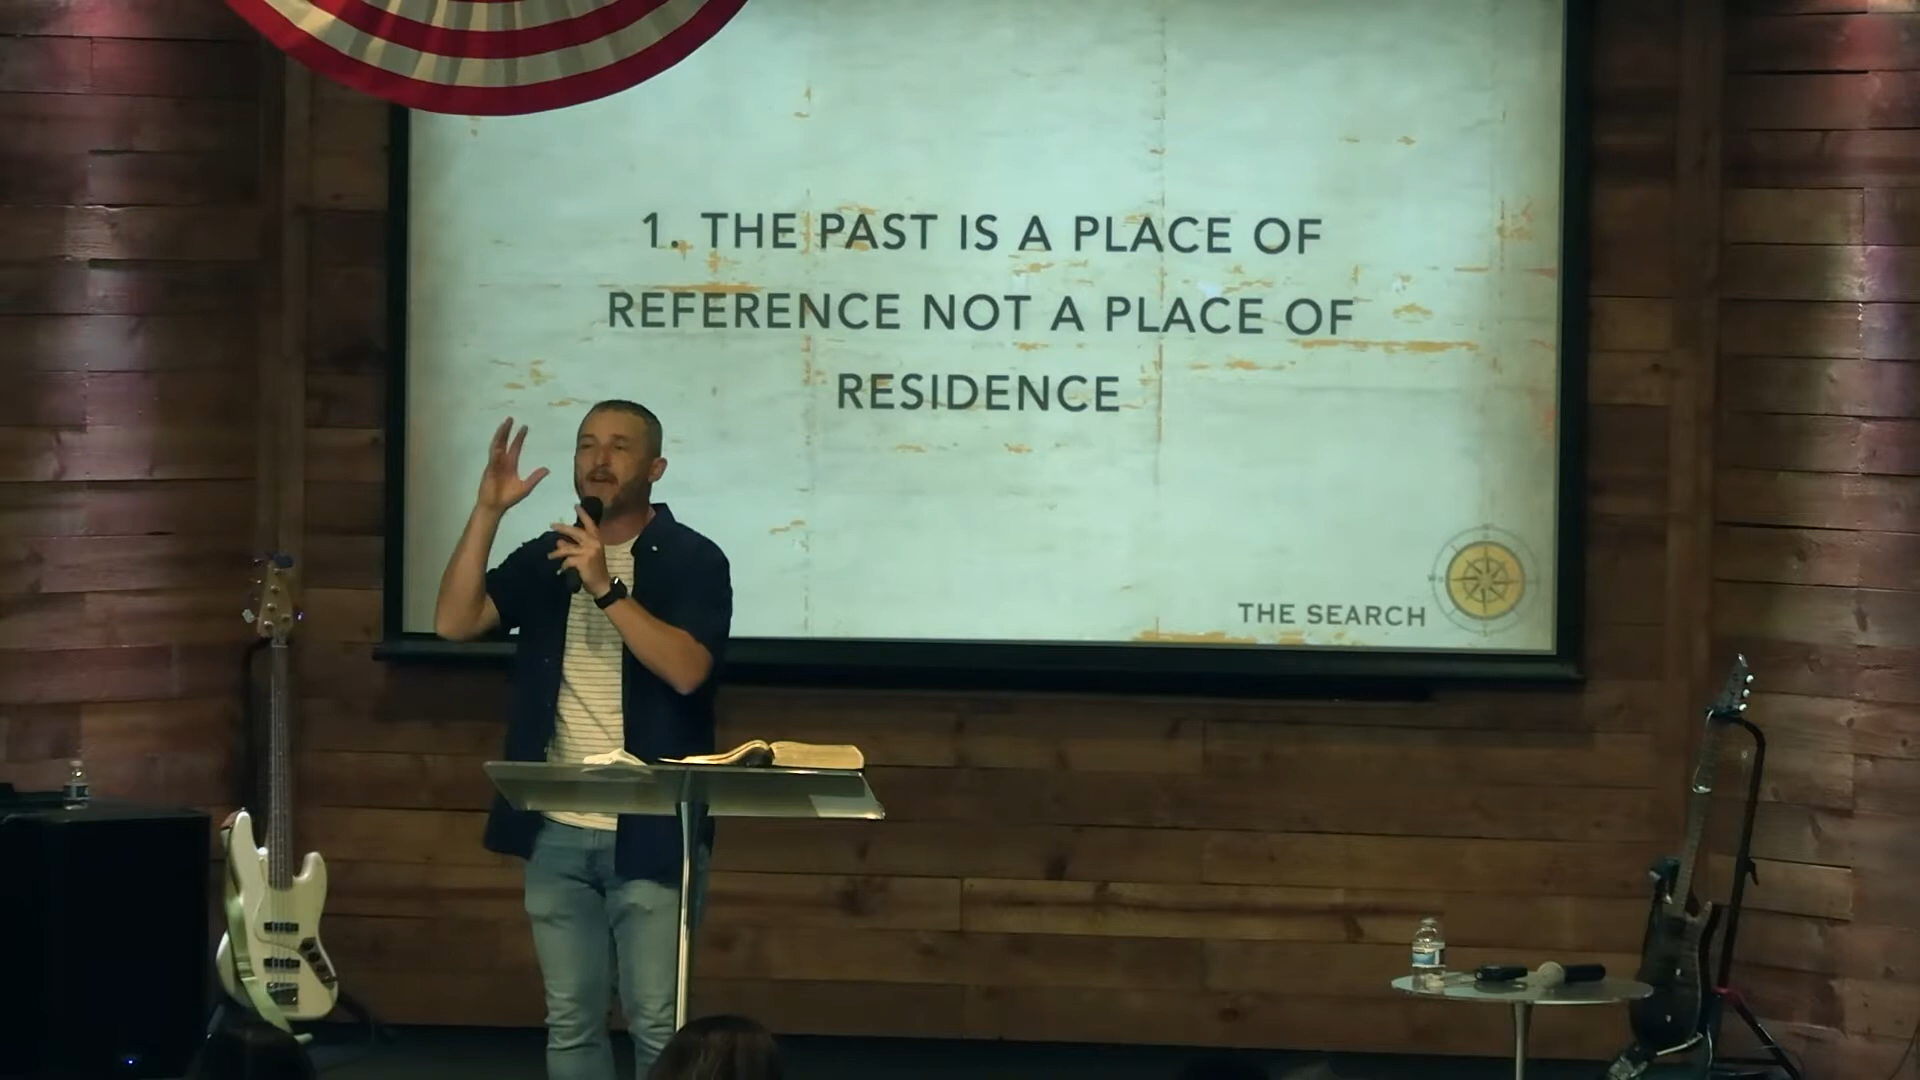 1. THE PAST IS A PLACE OF
REFERENCE NOT A PLACE OF
RESIDENCE
THE SEARCH